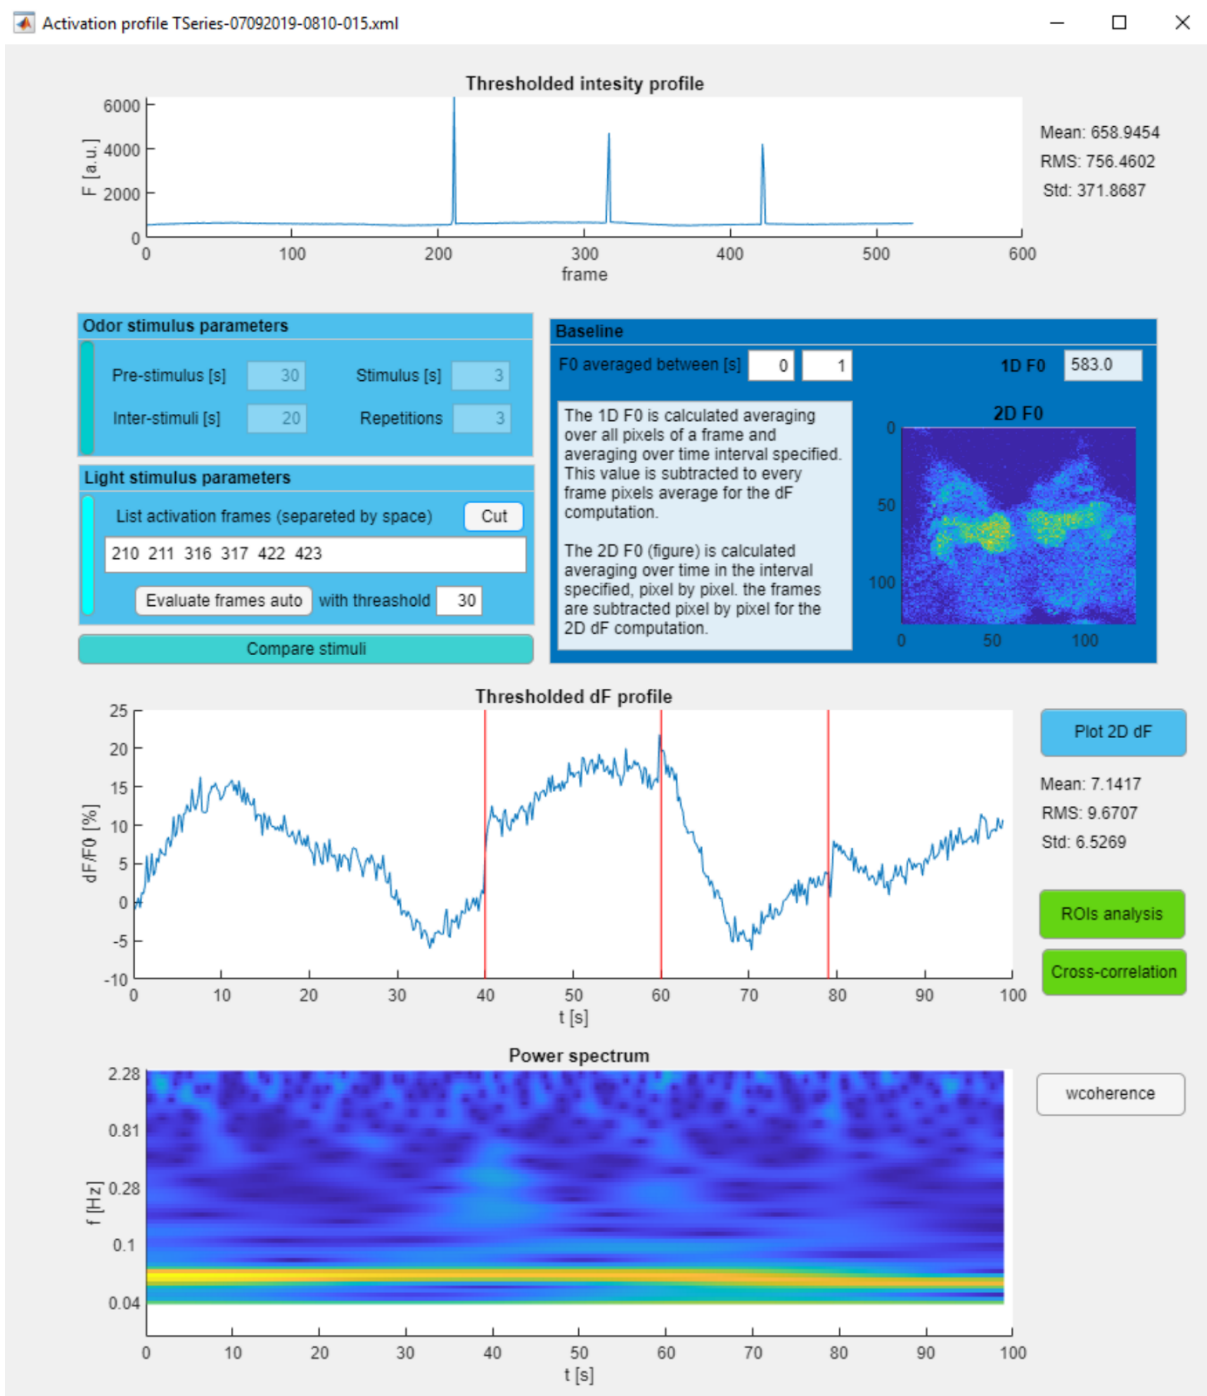 Activation profile TSeries-07092019-0810-015.xml
Thresholded intesity profile
6000
4000
2000
0
F [a.u.]
0 100 200 300 400 500 600
frame
Mean: 658.9454
RMS: 756.4602
Std: 371.8687
Odor stimulus parameters
Pre-stimulus [s] 30 Stimulus [s] 3
Inter-stimuli [s] 20 Repetitions 3
Light stimulus parameters
List activation frames (separeted by space) Cut
210 211 316 317 422 423
Evaluate frames auto with threashold 30
Compare stimuli
Baseline
F0 averaged between [s] 0 1 1D F0 583.0
The 1D F0 is calculated averaging
over all pixels of a frame and
averaging over time interval specified.
This value is subtracted to every
frame pixels average for the dF
computation.
The 2D F0 (figure) is calculated
averaging over time in the interval
specified, pixel by pixel. the frames
are subtracted pixel by pixel for the
2D dF computation.
2D F0
0
50
100
0 50 100
Thresholded dF profile
25
20
15
10
5
0
-5
-10
dF/F0 [%]
0 10 20 30 40 50 60 70 80 90 100
t [s]
Plot 2D dF
Mean: 7.1417
RMS: 9.6707
Std: 6.5269
ROIs analysis
Cross-correlation
Power spectrum
2.28
0.81
0.28
0.1
0.04
f [Hz]
0 10 20 30 40 50 60 70 80 90 100
t [s]
wcoherence